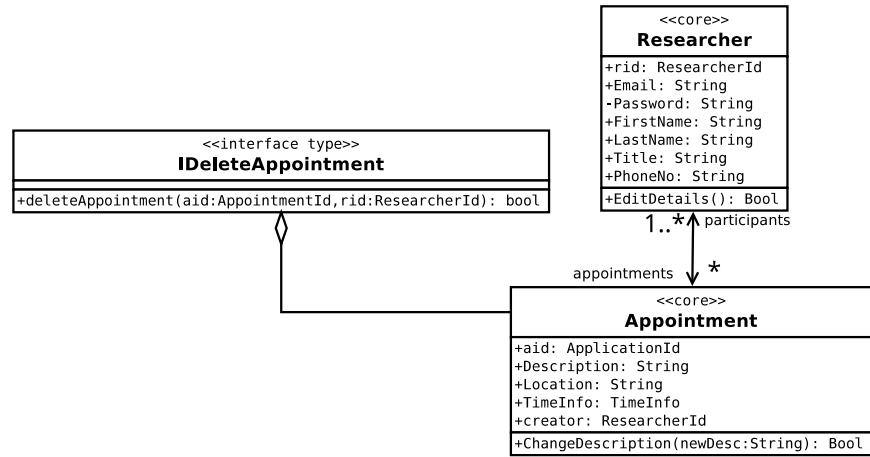 <<core>>
Researcher
+rid: ResearcherId
+Email: String
-Password: String
+FirstName: String
+LastName: String
+Title: String
+PhoneNo: String
+EditDetails(): Bool
<<interface type>>
IDeleteAppointment
+deleteAppointment(aid:AppointmentId,rid:ResearcherId): bool
1..* participants
appointments *
<<core>>
Appointment
+aid: ApplicationId
+Description: String
+Location: String
+TimeInfo: TimeInfo
+creator: ResearcherId
+ChangeDescription(newDesc:String): Bool